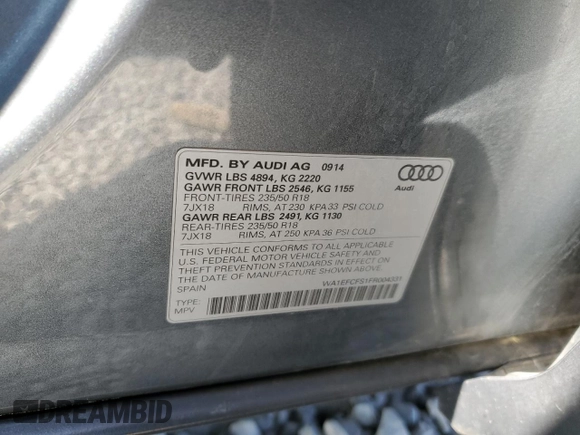 MFD. BY AUDI AG 0914
GVWR LBS 4894, KG 2220
GAWR FRONT LBS 2546, KG 1155
FRONT-TIRES 235/50 R18
7JX18 RIMS, AT 230 KPA 33 PSI COLD
GAWR REAR LBS 2491, KG 1130
REAR-TIRES 235/50 R18
7JX18 RIMS, AT 250 KPA 36 PSI COLD
THIS VEHICLE CONFORMS TO ALL APPLICABLE
U.S. FEDERAL MOTOR VEHICLE SAFETY AND
THEFT PREVENTION STANDARDS IN EFFECT ON
THE DATE OF MANUFACTURE SHOWN ABOVE.
SPAIN
WA1EFCFS1FR004331
TYPE:
MPV
Audi
DREAMBID